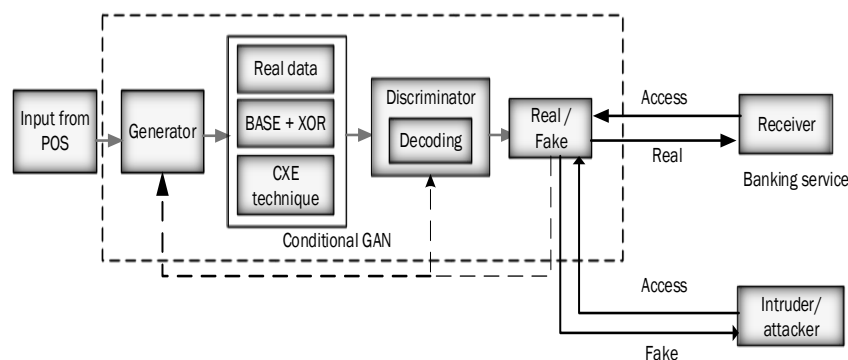 Input from
POS
Generator
Real data
BASE + XOR
CXE
technique
Conditional GAN
Discriminator
Decoding
Real /
Fake
Access
Real
Receiver
Banking service
Access
Fake
Intruder/
attacker